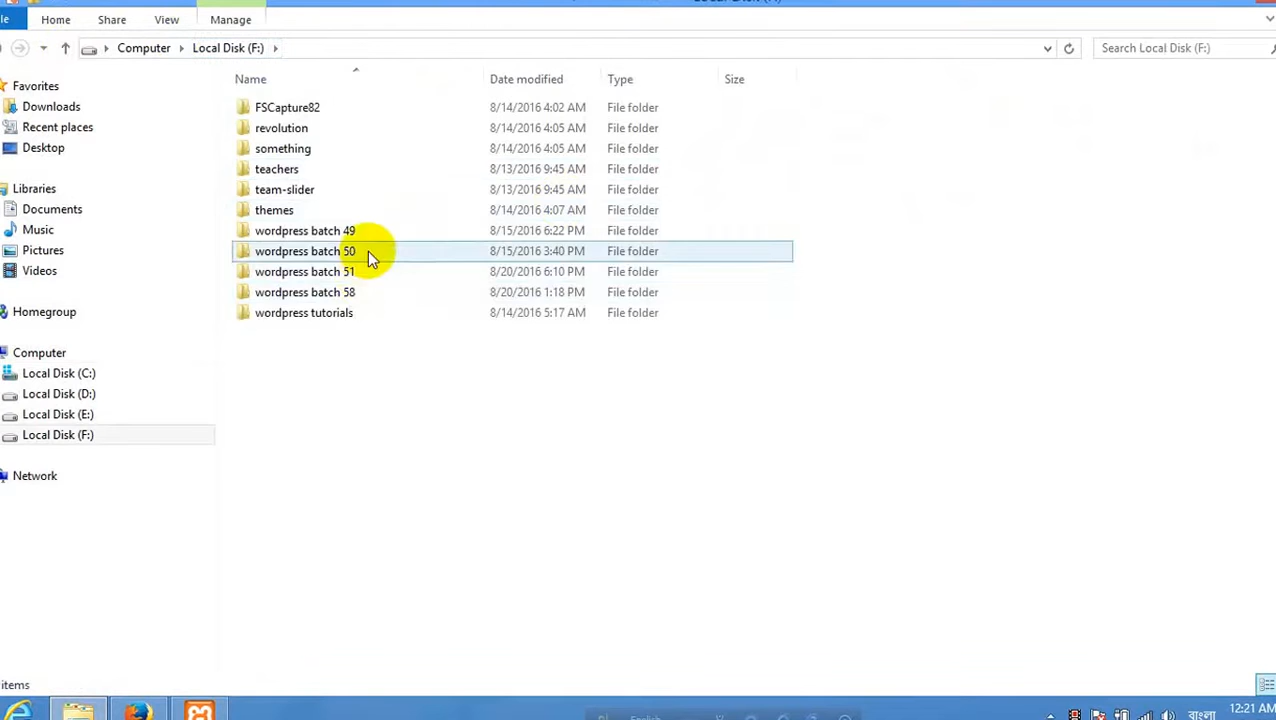 Home Share View Manage
Computer Local Disk (F:) Search Local Disk (F:)
Name Date modified Type Size
Favorites
Downloads
Recent places
Desktop
Libraries
Documents
Music
Pictures
Videos
Homegroup
Computer
Local Disk (C:)
Local Disk (D:)
Local Disk (E:)
Local Disk (F:)
Network
FSCapture82 8/14/2016 4:02 AM File folder
revolution 8/14/2016 4:05 AM File folder
something 8/14/2016 4:05 AM File folder
teachers 8/13/2016 9:45 AM File folder
team-slider 8/13/2016 9:45 AM File folder
themes 8/14/2016 4:07 AM File folder
wordpress batch 49 8/15/2016 6:22 PM File folder
wordpress batch 50 8/15/2016 3:40 PM File folder
wordpress batch 51 8/20/2016 6:10 PM File folder
wordpress batch 58 8/20/2016 1:18 PM File folder
wordpress tutorials 8/14/2016 5:17 AM File folder
items
English
বাংলা 12:21 AM